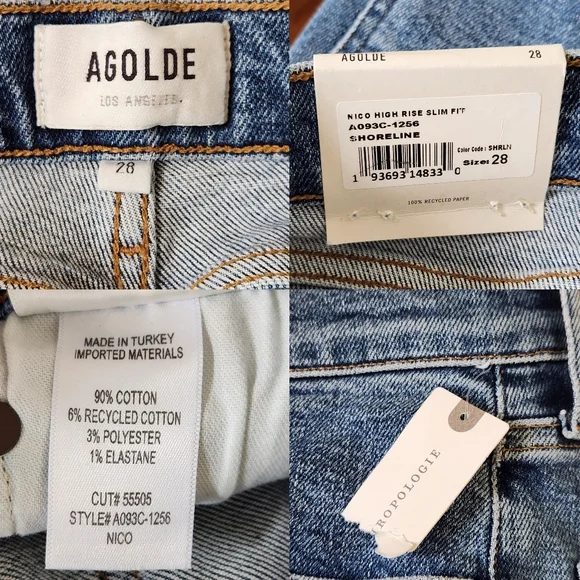 AGOLDE
LOS ANGELES
28
AGOLDE 28
NICO HIGH RISE SLIM FIT
A093C-1256
SHORELINE
Color Code: SHRLN
Size: 28
1 93693 14833 0
100% RECYCLED PAPER
MADE IN TURKEY
IMPORTED MATERIALS
90% COTTON
6% RECYCLED COTTON
3% POLYESTER
1% ELASTANE
CUT# 55505
STYLE# A093C-1256
NICO
HROPOLOGIE